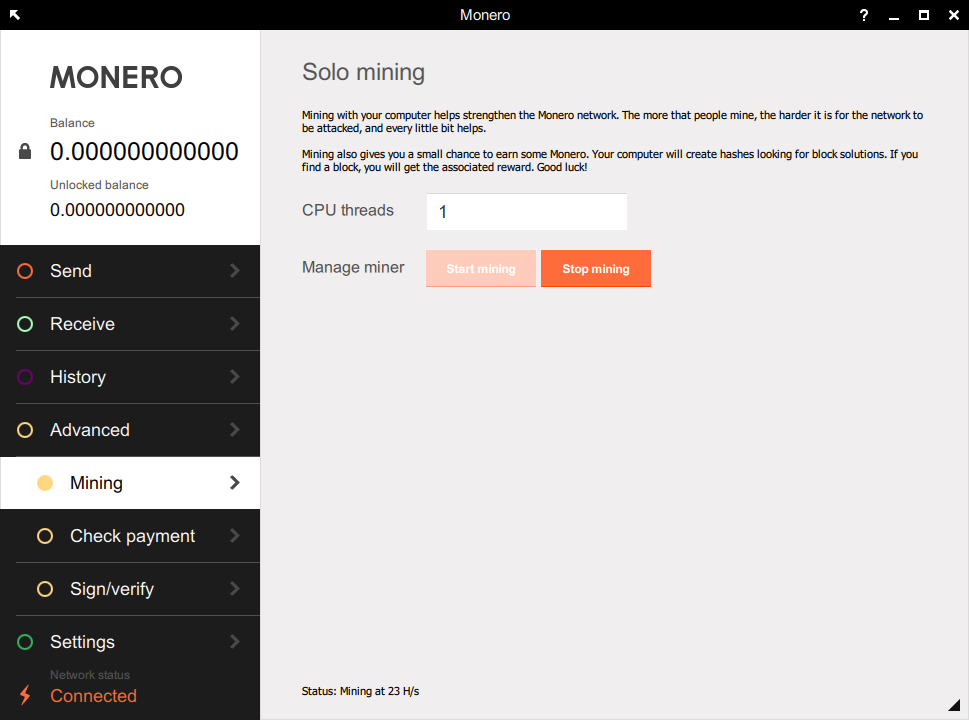 Monero
?
MONERO
Balance
0.000000000000
Unlocked balance
0.000000000000
Send
Receive
History
Advanced
Mining
Check payment
Sign/verify
Settings
Network status
Connected
Solo mining
Mining with your computer helps strengthen the Monero network. The more that people mine, the harder it is for the network to
be attacked, and every little bit helps.
Mining also gives you a small chance to earn some Monero. Your computer will create hashes looking for block solutions. If you
find a block, you will get the associated reward. Good luck!
CPU threads 1
Manage miner Start mining Stop mining
Status: Mining at 23 H/s